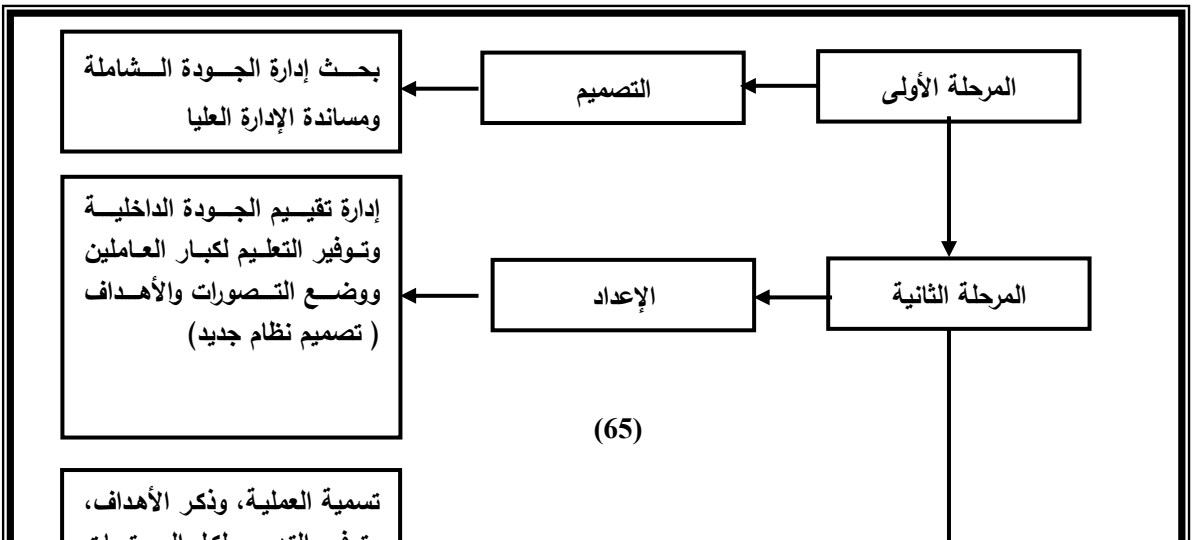 المرحلة الأولى
التصميم
بحث إدارة الجودة الشاملة
ومساندة الإدارة العليا
المرحلة الثانية
الإعداد
إدارة تقييم الجودة الداخلية
وتوفير التعليم لكبار العاملين
ووضع التصورات والأهداف
( تصميم نظام جديد)
(65)
تسمية العملية، وذكر الأهداف،